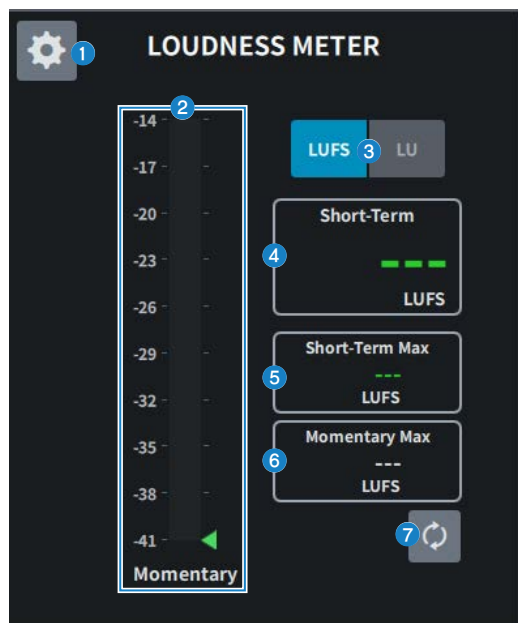 1
LOUDNESS METER
2
-14
-17
-20
-23
-26
-29
-32
-35
-38
-41
Momentary
LUFS 3 LU
4
Short-Term
---
LUFS
5
Short-Term Max
---
LUFS
6
Momentary Max
---
LUFS
7